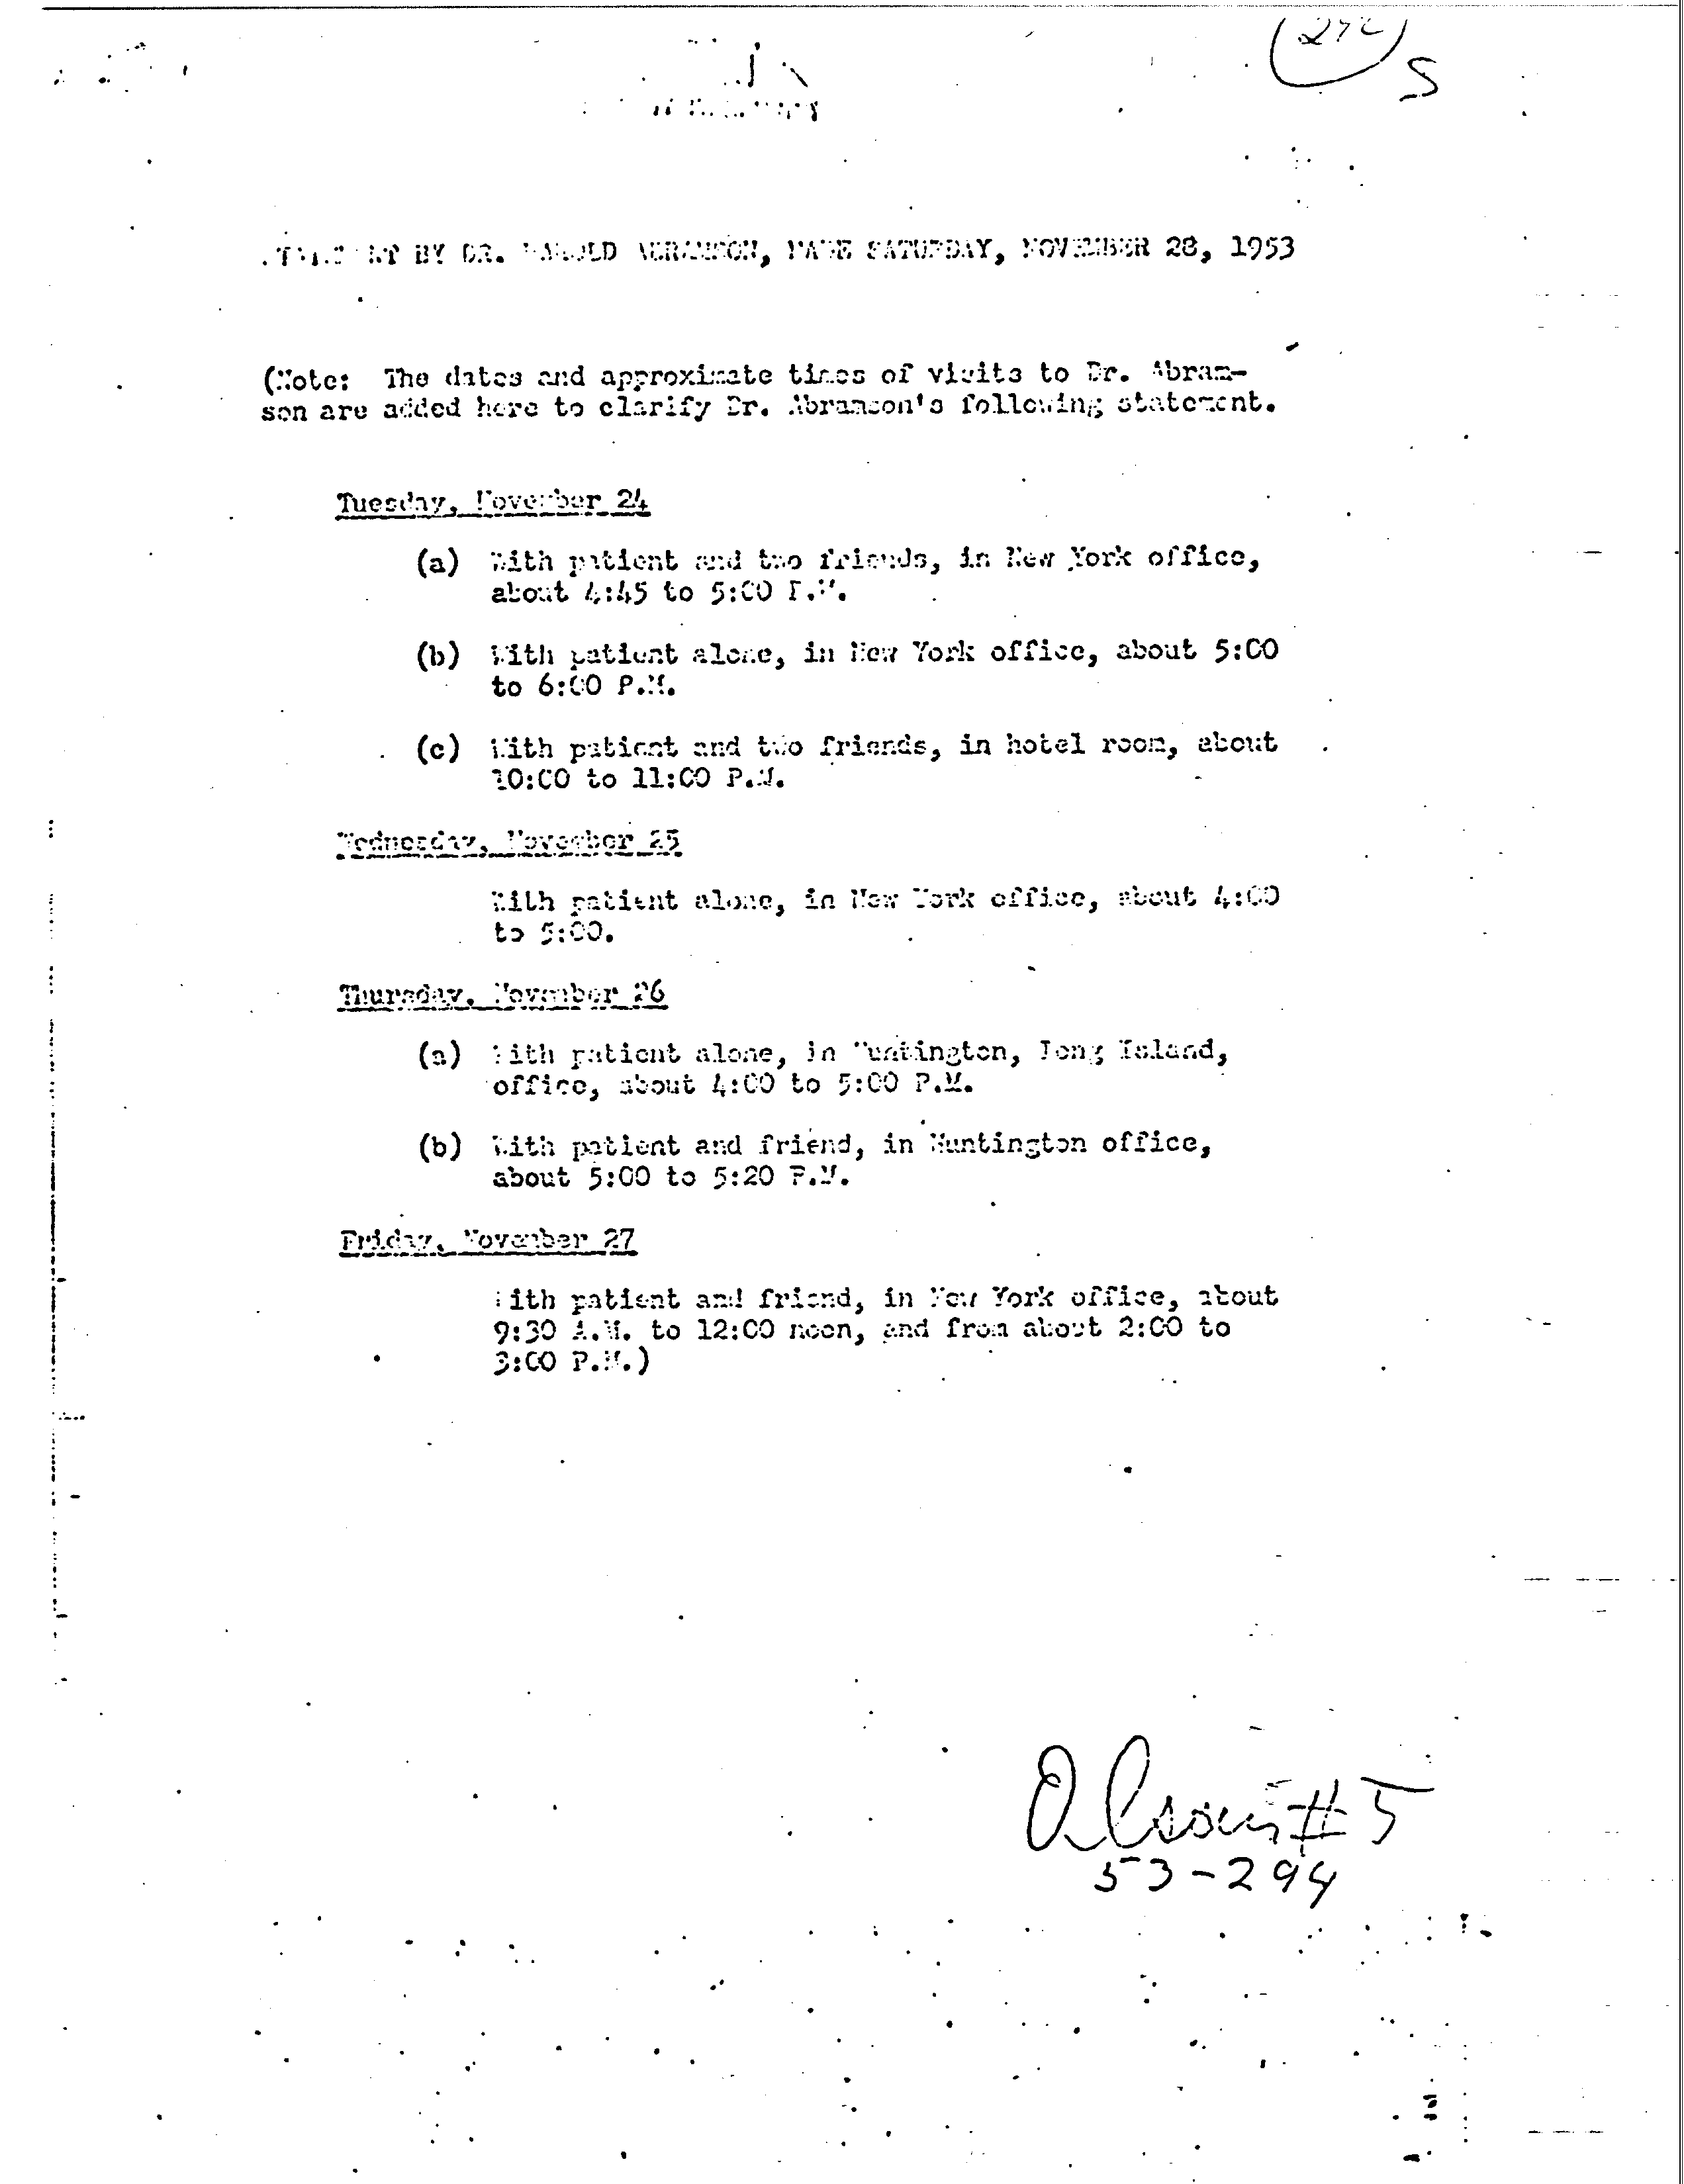 S
STATEMENT BY DR. HAROLD ABRAMSON, MADE SATURDAY, NOVEMBER 28, 1953
(Note: The dates and approximate times of visits to Dr. Abram-
son are added here to clarify Dr. Abramson's following statement.
Tuesday, November 24
(a) With patient and two friends, in New York office,
about 4:45 to 5:00 P.M.
(b) With patient alone, in New York office, about 5:00
to 6:00 P.M.
(c) With patient and two friends, in hotel room, about
10:00 to 11:00 P.M.
Wednesday, November 25
With patient alone, in New York office, about 4:00
to 5:00.
Thursday, November 26
(a) With patient alone, in Huntington, Long Island,
office, about 4:00 to 5:00 P.M.
(b) With patient and friend, in Huntington office,
about 5:00 to 5:20 P.M.
Friday, November 27
With patient and friend, in New York office, about
9:30 A.M. to 12:00 noon, and from about 2:00 to
3:00 P.M.)
#5
53-294